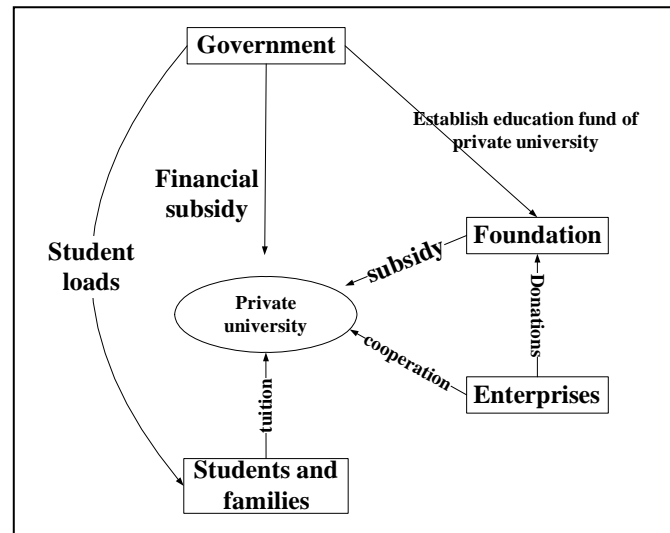 Government
Establish education fund of
private university
Financial
subsidy
Student
loads
Foundation
subsidy
Donations
Private
university
cooperation
Enterprises
tuition
Students and
families